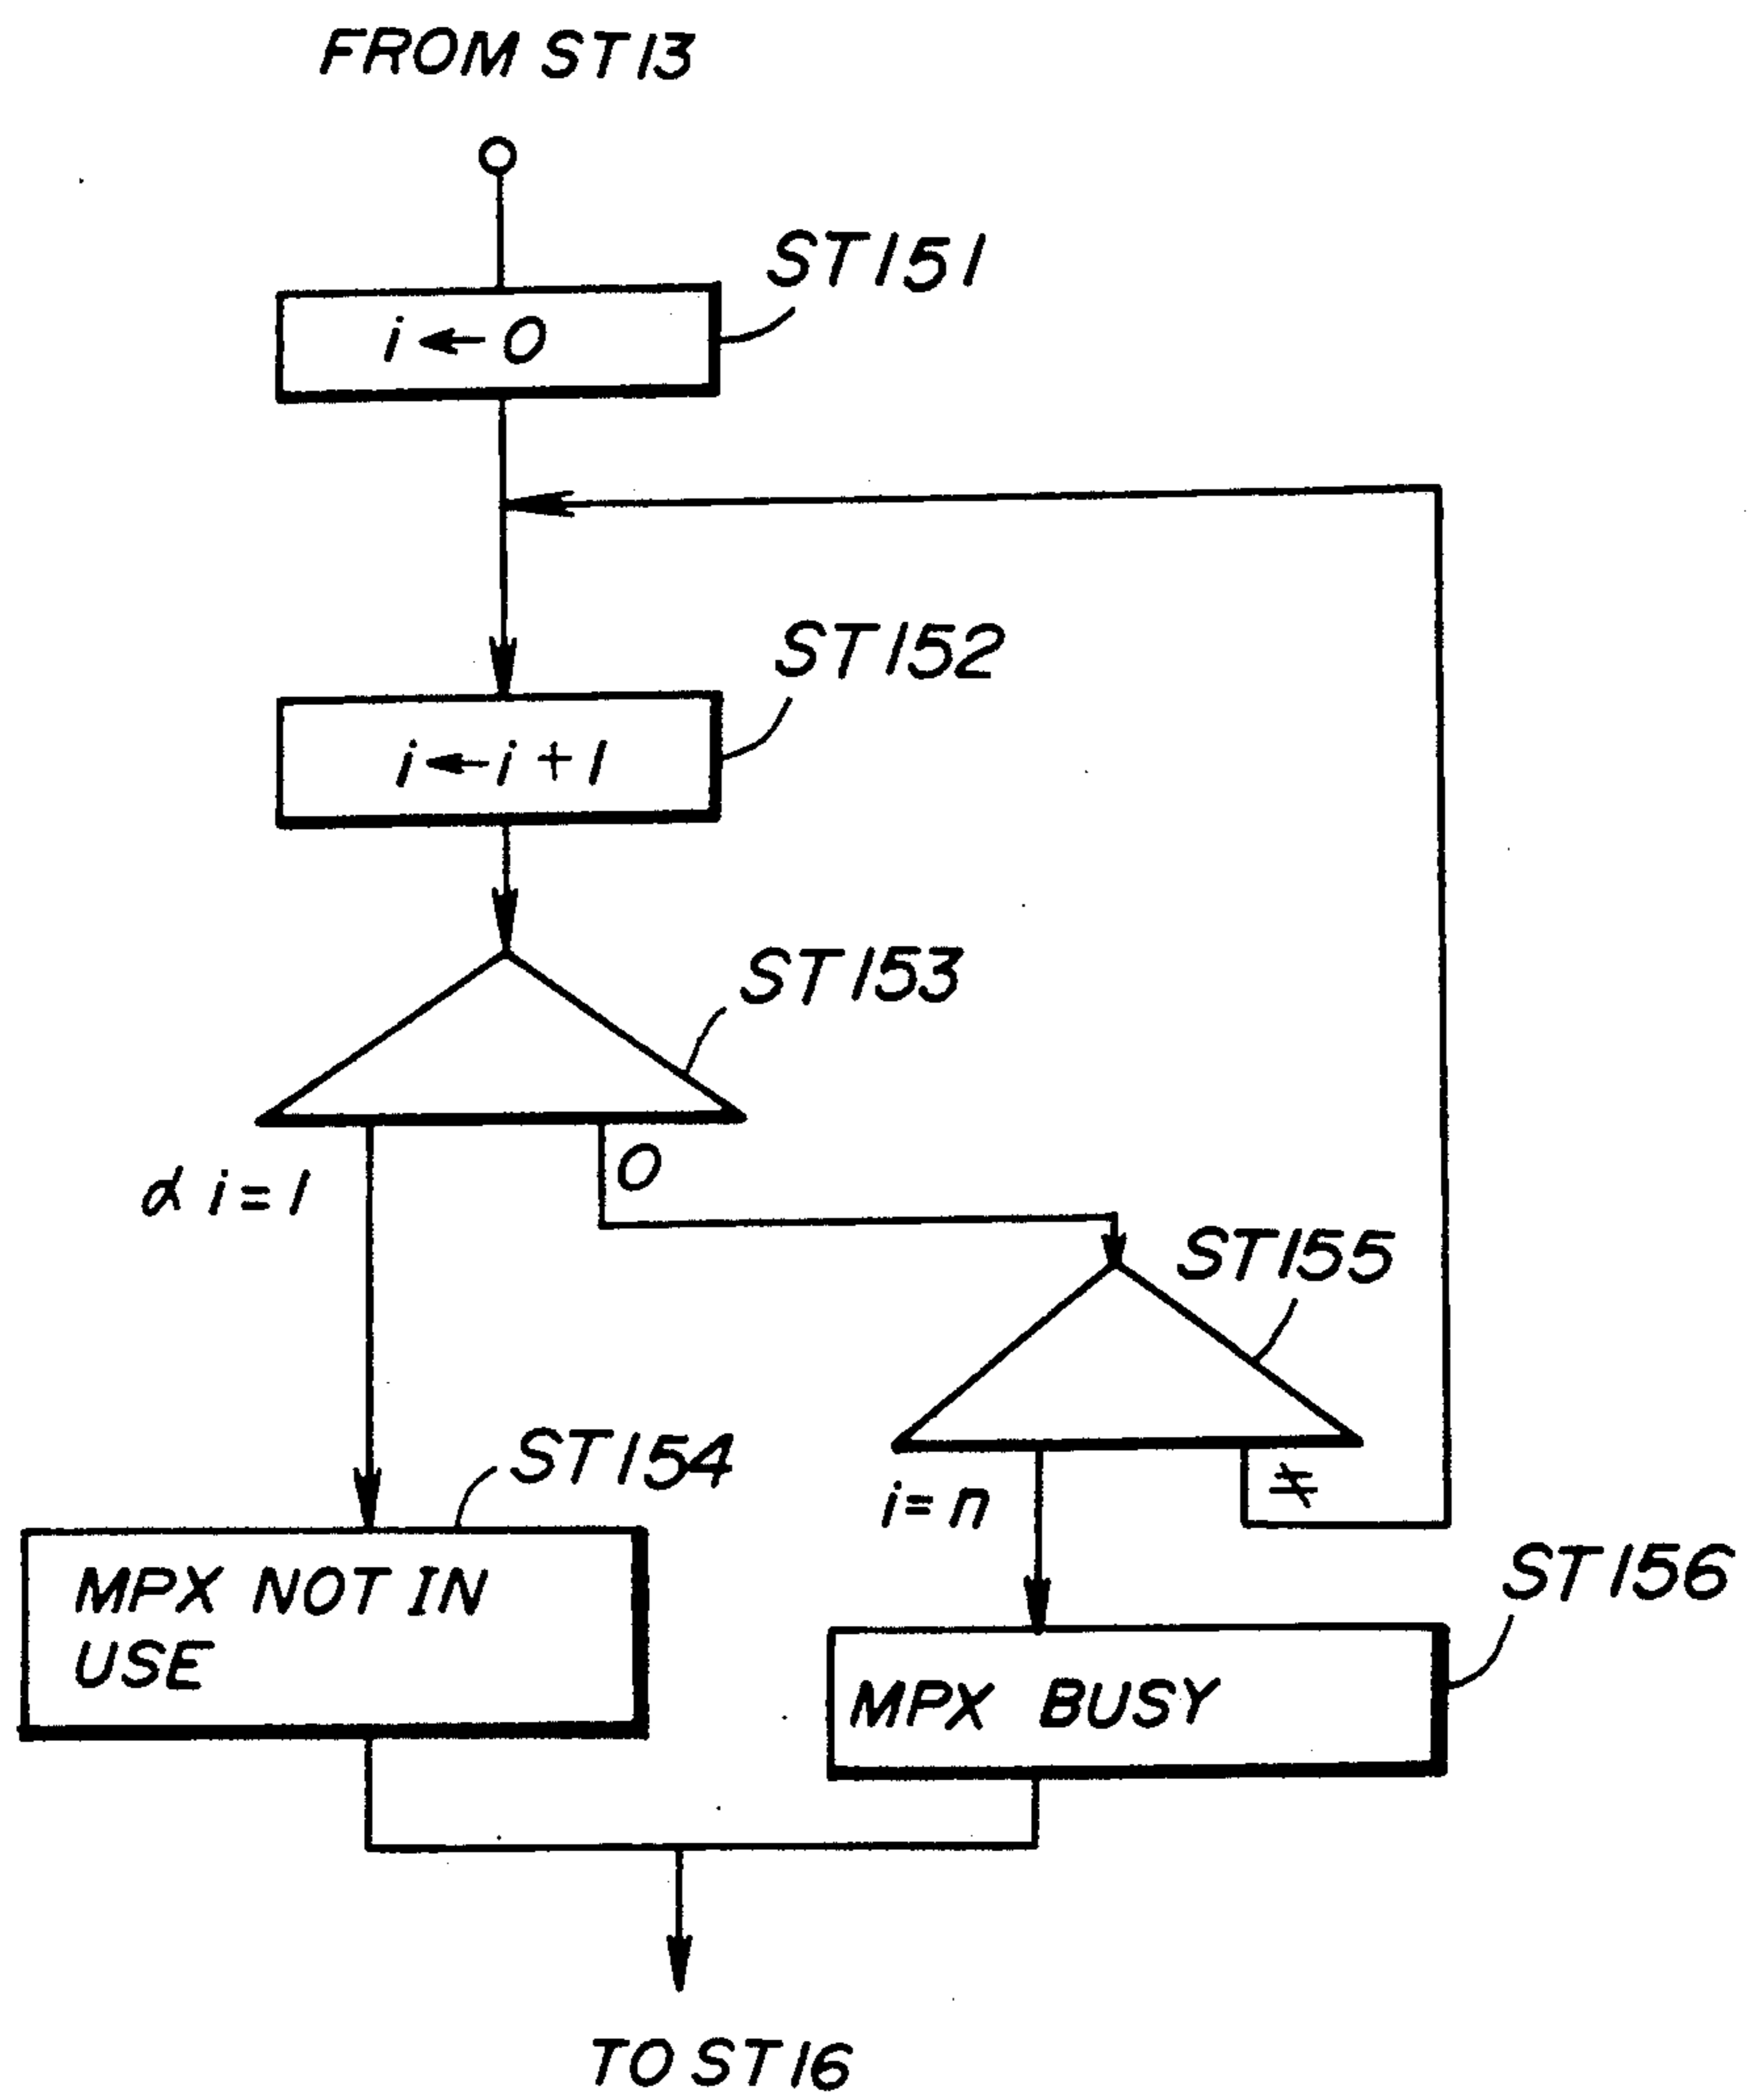 FROM ST13
ST151
i ← 0
ST152
i ← i + 1
ST153
α i = 1
0
ST155
ST154
i = n
≠
MPX NOT IN
USE
ST156
MPX BUSY
TO ST16